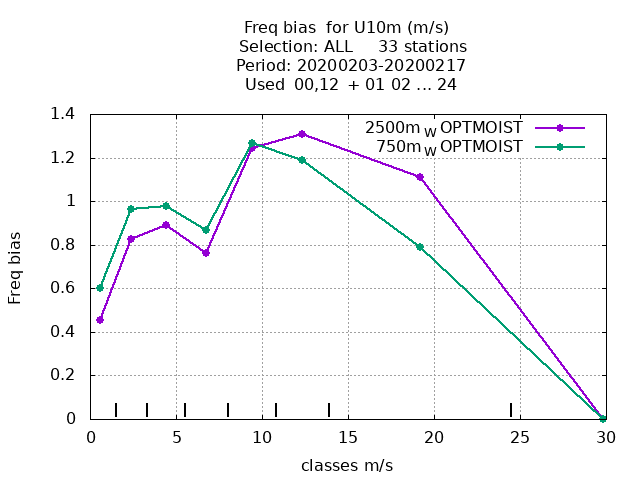 Freq bias  for U10m (m/s)
Selection: ALL     33 stations
Period: 20200203-20200217
Used  00,12  + 01 02 ... 24
2500m W OPTMOIST
750m W OPTMOIST
1.4
1.2
1
0.8
0.6
0.4
0.2
0
Freq bias
0 5 10 15 20 25 30
classes m/s